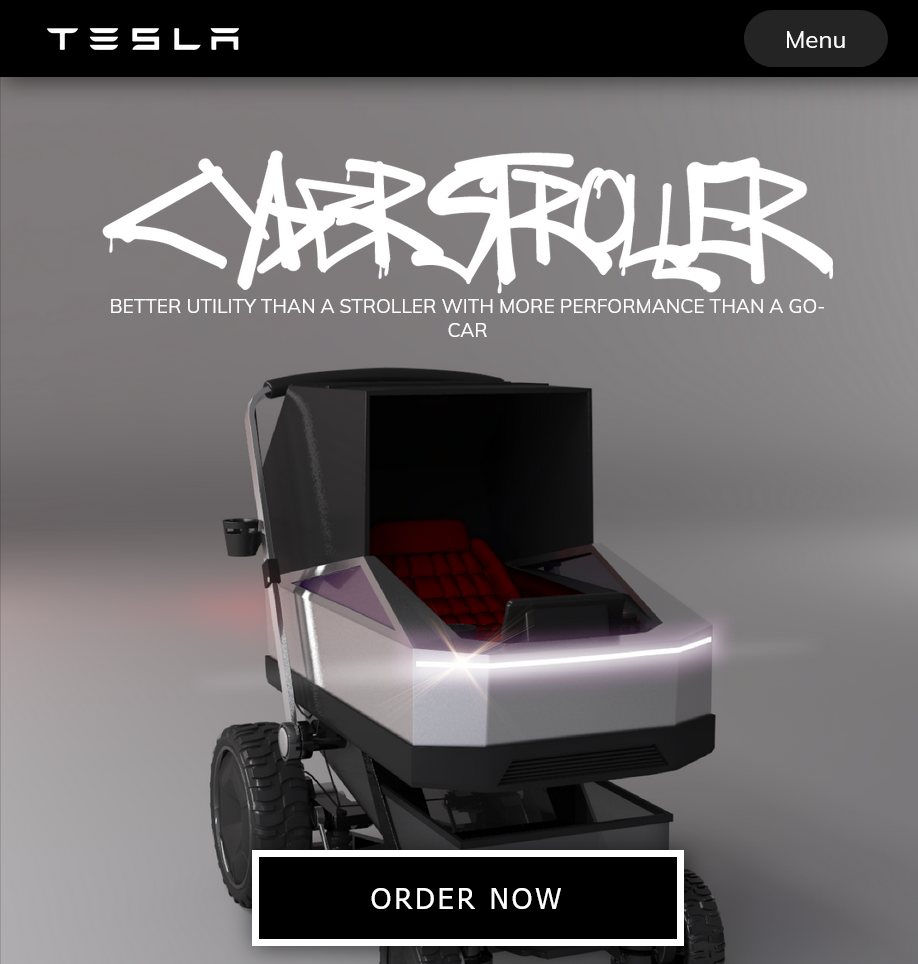 TESLA
Menu
CYBERSTROLLER
BETTER UTILITY THAN A STROLLER WITH MORE PERFORMANCE THAN A GO-
CAR
ORDER NOW